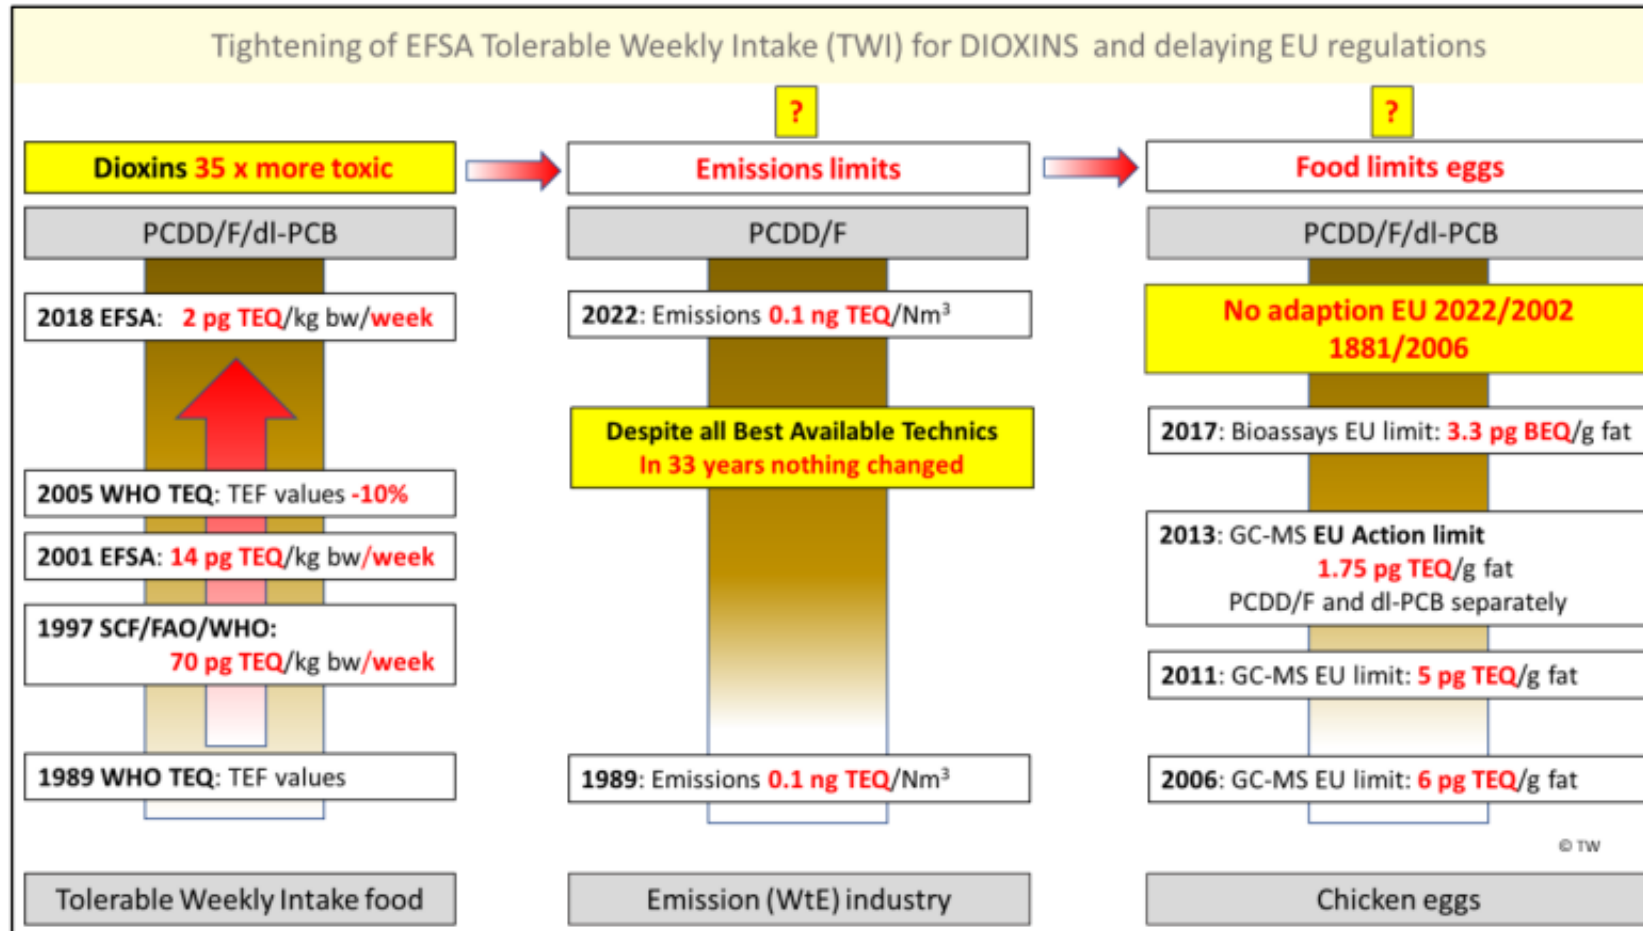 Tightening of EFSA Tolerable Weekly Intake (TWI) for DIOXINS and delaying EU regulations
Dioxins 35 x more toxic
PCDD/F/dl-PCB
2018 EFSA: 2 pg TEQ/kg bw/week
2005 WHO TEQ: TEF values -10%
2001 EFSA: 14 pg TEQ/kg bw/week
1997 SCF/FAO/WHO:
70 pg TEQ/kg bw/week
1989 WHO TEQ: TEF values
Tolerable Weekly Intake food
?
Emissions limits
PCDD/F
2022: Emissions 0.1 ng TEQ/Nm³
Despite all Best Available Technics
In 33 years nothing changed
1989: Emissions 0.1 ng TEQ/Nm³
Emission (WtE) industry
?
Food limits eggs
PCDD/F/dl-PCB
No adaption EU 2022/2002
1881/2006
2017: Bioassays EU limit: 3.3 pg BEQ/g fat
2013: GC-MS EU Action limit
1.75 pg TEQ/g fat
PCDD/F and dl-PCB separately
2011: GC-MS EU limit: 5 pg TEQ/g fat
2006: GC-MS EU limit: 6 pg TEQ/g fat
© TW
Chicken eggs